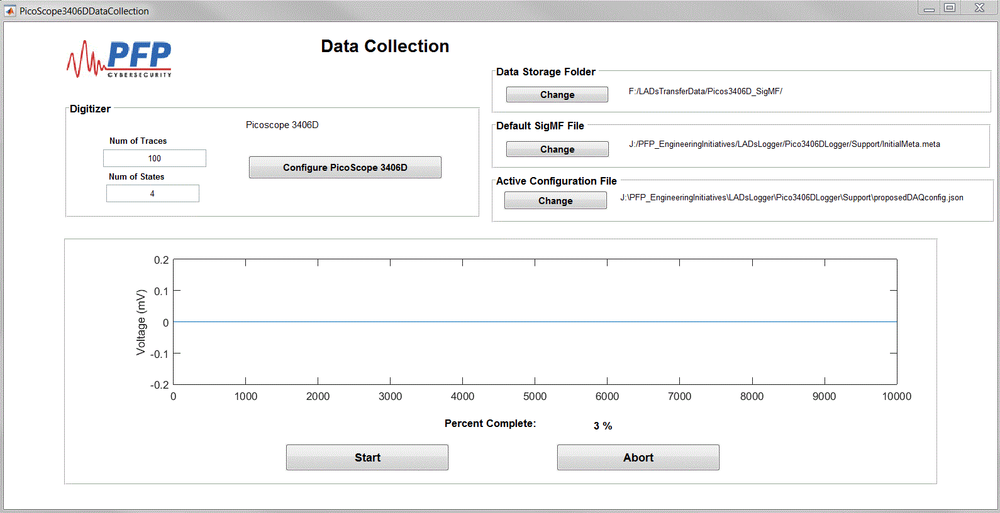 PicoScope3406DDataCollection
PFP
CYBERSECURITY
Data Collection
Data Storage Folder
Change
F:/LADsTransferData/Picos3406D_SigMF/
Digitizer
Picoscope 3406D
Num of Traces
100
Configure PicoScope 3406D
Num of States
4
Default SigMF File
Change
J:/PFP_EngineeringInitiatives/LADsLogger/Pico3406DLogger/Support/InitialMeta.meta
Active Configuration File
Change
J:\PFP_EngineeringInitiatives\LADsLogger\Pico3406DLogger\Support\proposedDAQconfig.json
Voltage (mV)
0.2
0.1
0
-0.1
-0.2
0 1000 2000 3000 4000 5000 6000 7000 8000 9000 10000
Percent Complete: 3 %
Start
Abort